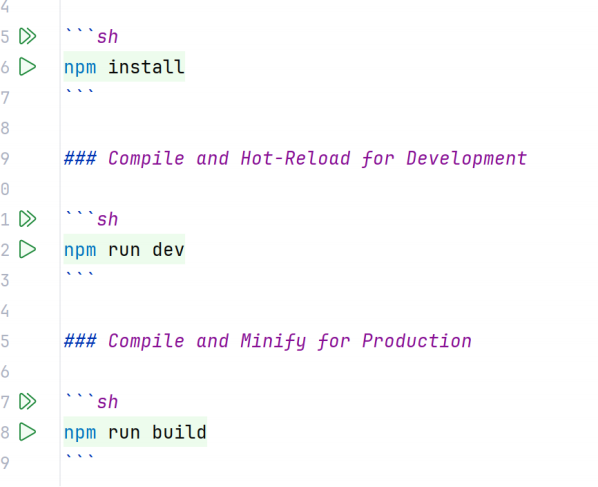 4
5 ```sh
6 npm install
7 ```
8
9 ### Compile and Hot-Reload for Development
0
1 ```sh
2 npm run dev
3 ```
4
5 ### Compile and Minify for Production
6
7 ```sh
8 npm run build
9 ```